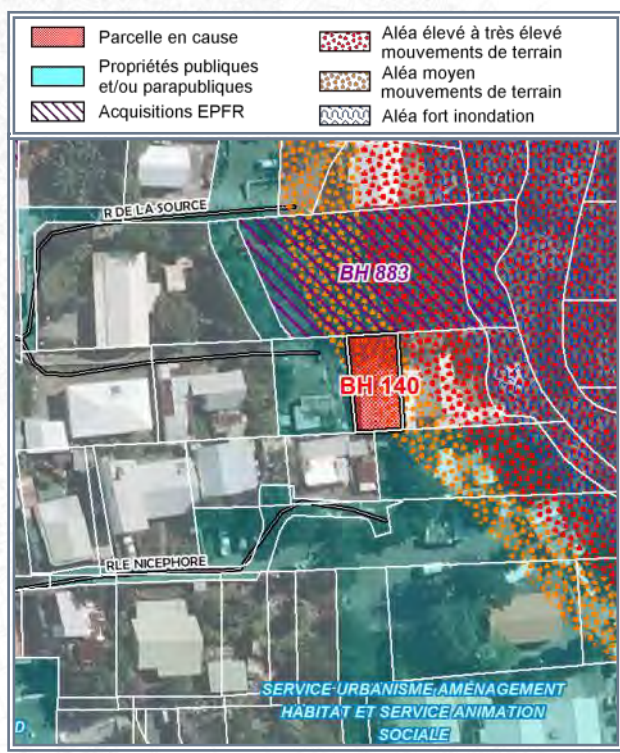 Parcelle en cause
Propriétés publiques
et/ou parapubliques
Acquisitions EPFR
Aléa élevé à très élevé
mouvements de terrain
Aléa moyen
mouvements de terrain
Aléa fort inondation
R DE LA SOURCE
BH 883
BH 140
RLE NICEPHORE
SERVICE URBANISME AMÉNAGEMENT
HABITAT ET SERVICE ANIMATION
SOCIALE
D